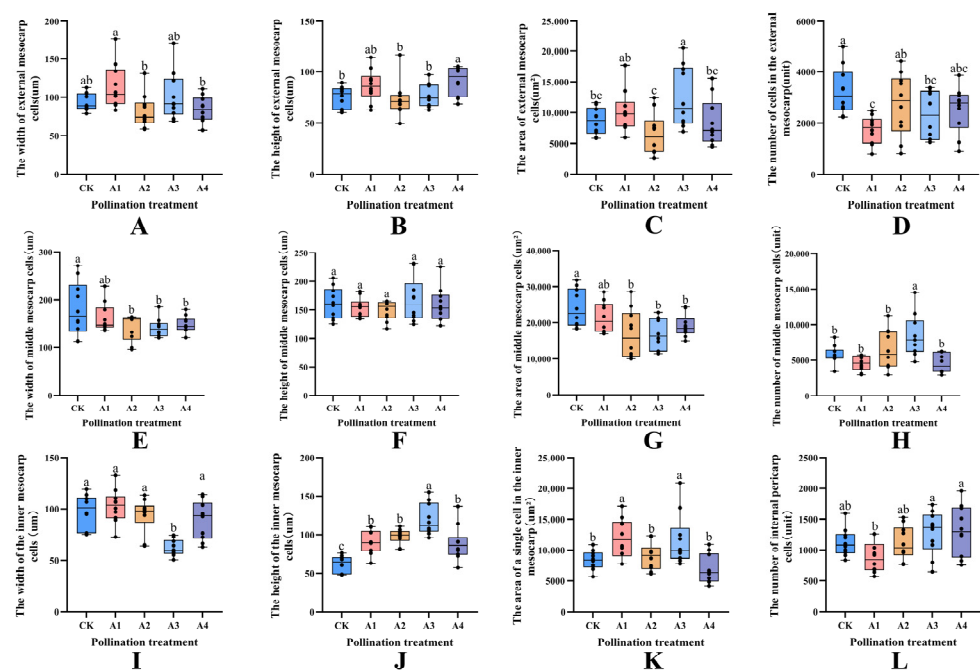 The width of external mesocarp
cells(um)
200
150
100
50
0
ab
a
b
ab
b
CK
A1
A2
A3
A4
Pollination treatment
A
The height of external mesocarp
cells(um)
150
100
50
0
b
ab
b
b
a
CK
A1
A2
A3
A4
Pollination treatment
B
The area of external mesocarp
cells(um²)
25.000
20.000
15.000
10.000
5000
0
bc
ab
c
a
bc
CK
A1
A2
A3
A4
Pollination treatment
C
The number of cells in the external
mesocarp(unit)
6000
4000
2000
0
a
c
ab
bc
abc
CK
A1
A2
A3
A4
Pollination treatment
D
The width of middle mesocarp cells(um)
300
200
100
0
a
ab
b
b
b
CK
A1
A2
A3
A4
Pollination treatment
E
The height of middle mesocarp cells(um)
250
200
150
100
50
0
a
a
a
a
a
CK
A1
A2
A3
A4
Pollination treatment
F
The area of middle mesocarp cells (um²)
40.000
30.000
20.000
10.000
0
a
ab
b
b
b
CK
A1
A2
A3
A4
Pollination treatment
G
The number of middle mesocarp cells(unit)
20.000
15.000
10.000
5000
0
b
b
b
a
b
CK
A1
A2
A3
A4
Pollination treatment
H
The width of the inner mesocarp
cells (um)
150
100
50
0
a
a
a
b
a
CK
A1
A2
A3
A4
Pollination treatment
I
The height of the inner mesocarp
cells (um)
200
150
100
50
0
c
b
b
a
b
CK
A1
A2
A3
A4
Pollination treatment
J
The area of a single cell in the inner
mesocarp(um²)
25.000
20.000
15.000
10.000
5000
0
b
a
b
a
b
CK
A1
A2
A3
A4
Pollination treatment
K
The number of internal pericarp
cells (unit)
2500
2000
1500
1000
500
0
ab
b
ab
a
a
CK
A1
A2
A3
A4
Pollination treatment
L